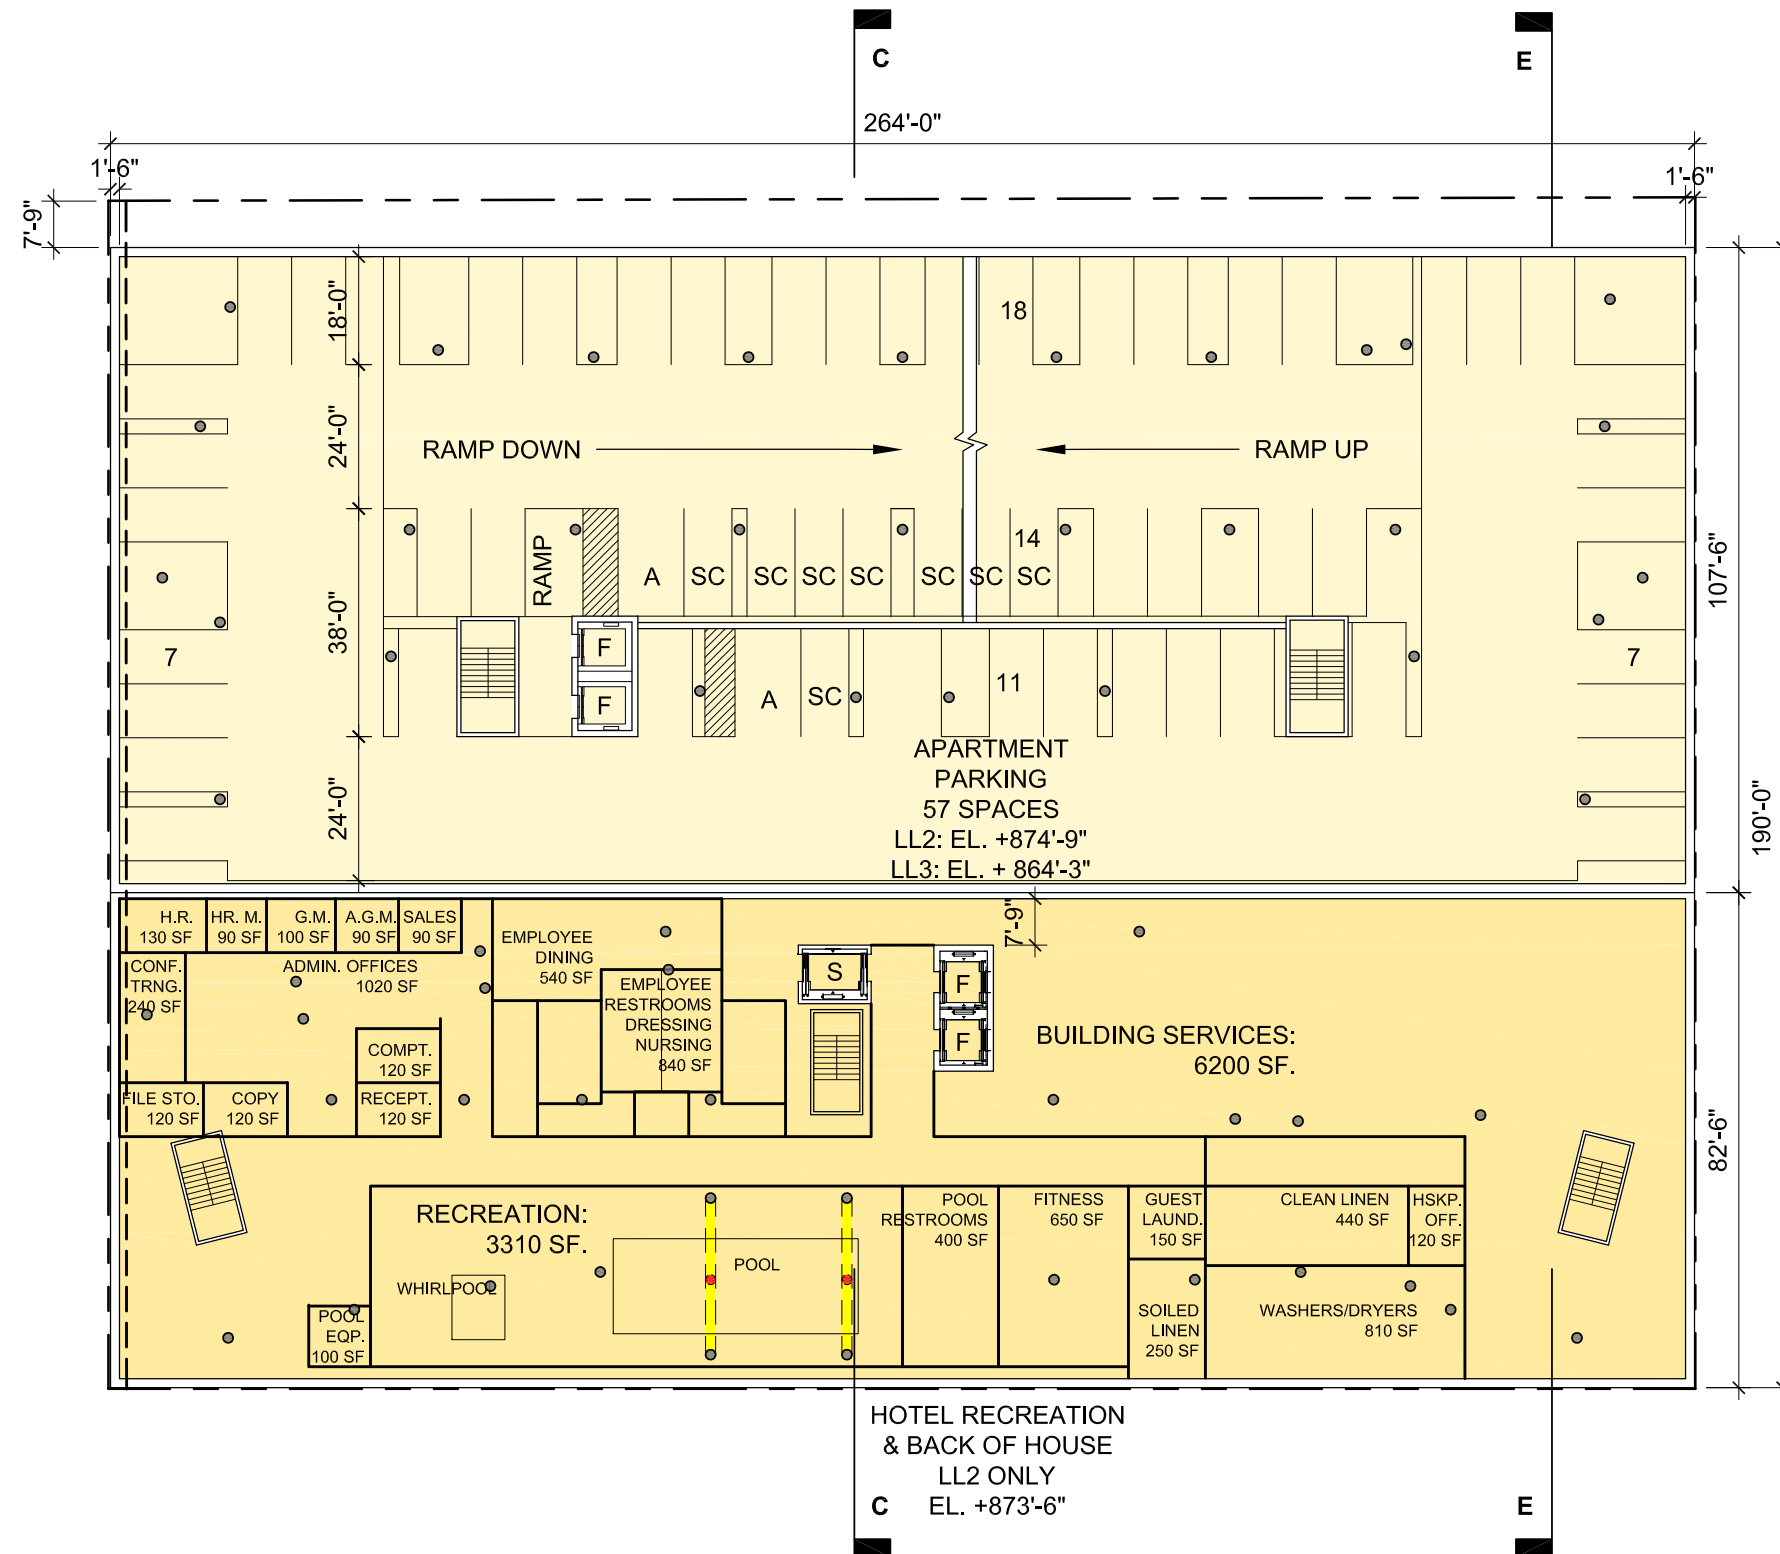 C
E
264'-0"
1'-6"
1'-6"
7'-9"
18'-0"
18
24'-0"
RAMP DOWN
RAMP UP
14
RAMP
A
SC
SC
SC
SC
SC
SC
SC
107'-6"
38'-0"
F
7
7
11
A
SC
F
APARTMENT
PARKING
57 SPACES
LL2: EL. +874'-9"
LL3: EL. + 864'-3"
24'-0"
190'-0"
H.R.
130 SF
HR. M.
90 SF
G.M.
100 SF
A.G.M.
90 SF
SALES
90 SF
7'-9"
EMPLOYEE
DINING
540 SF
CONF.
TRNG.
240 SF
ADMIN. OFFICES
1020 SF
S
F
F
EMPLOYEE
RESTROOMS
DRESSING
NURSING
840 SF
BUILDING SERVICES:
6200 SF.
COMPT.
120 SF
FILE STO.
120 SF
COPY
120 SF
RECEPT.
120 SF
82'-6"
RECREATION:
3310 SF.
POOL
RESTROOMS
400 SF
FITNESS
650 SF
GUEST
LAUND.
150 SF
CLEAN LINEN
440 SF
HSKP.
OFF.
120 SF
POOL
WHIRLPOOL
POOL
EQP.
100 SF
SOILED
LINEN
250 SF
WASHERS/DRYERS
810 SF
HOTEL RECREATION
& BACK OF HOUSE
LL2 ONLY
EL. +873'-6"
C
E